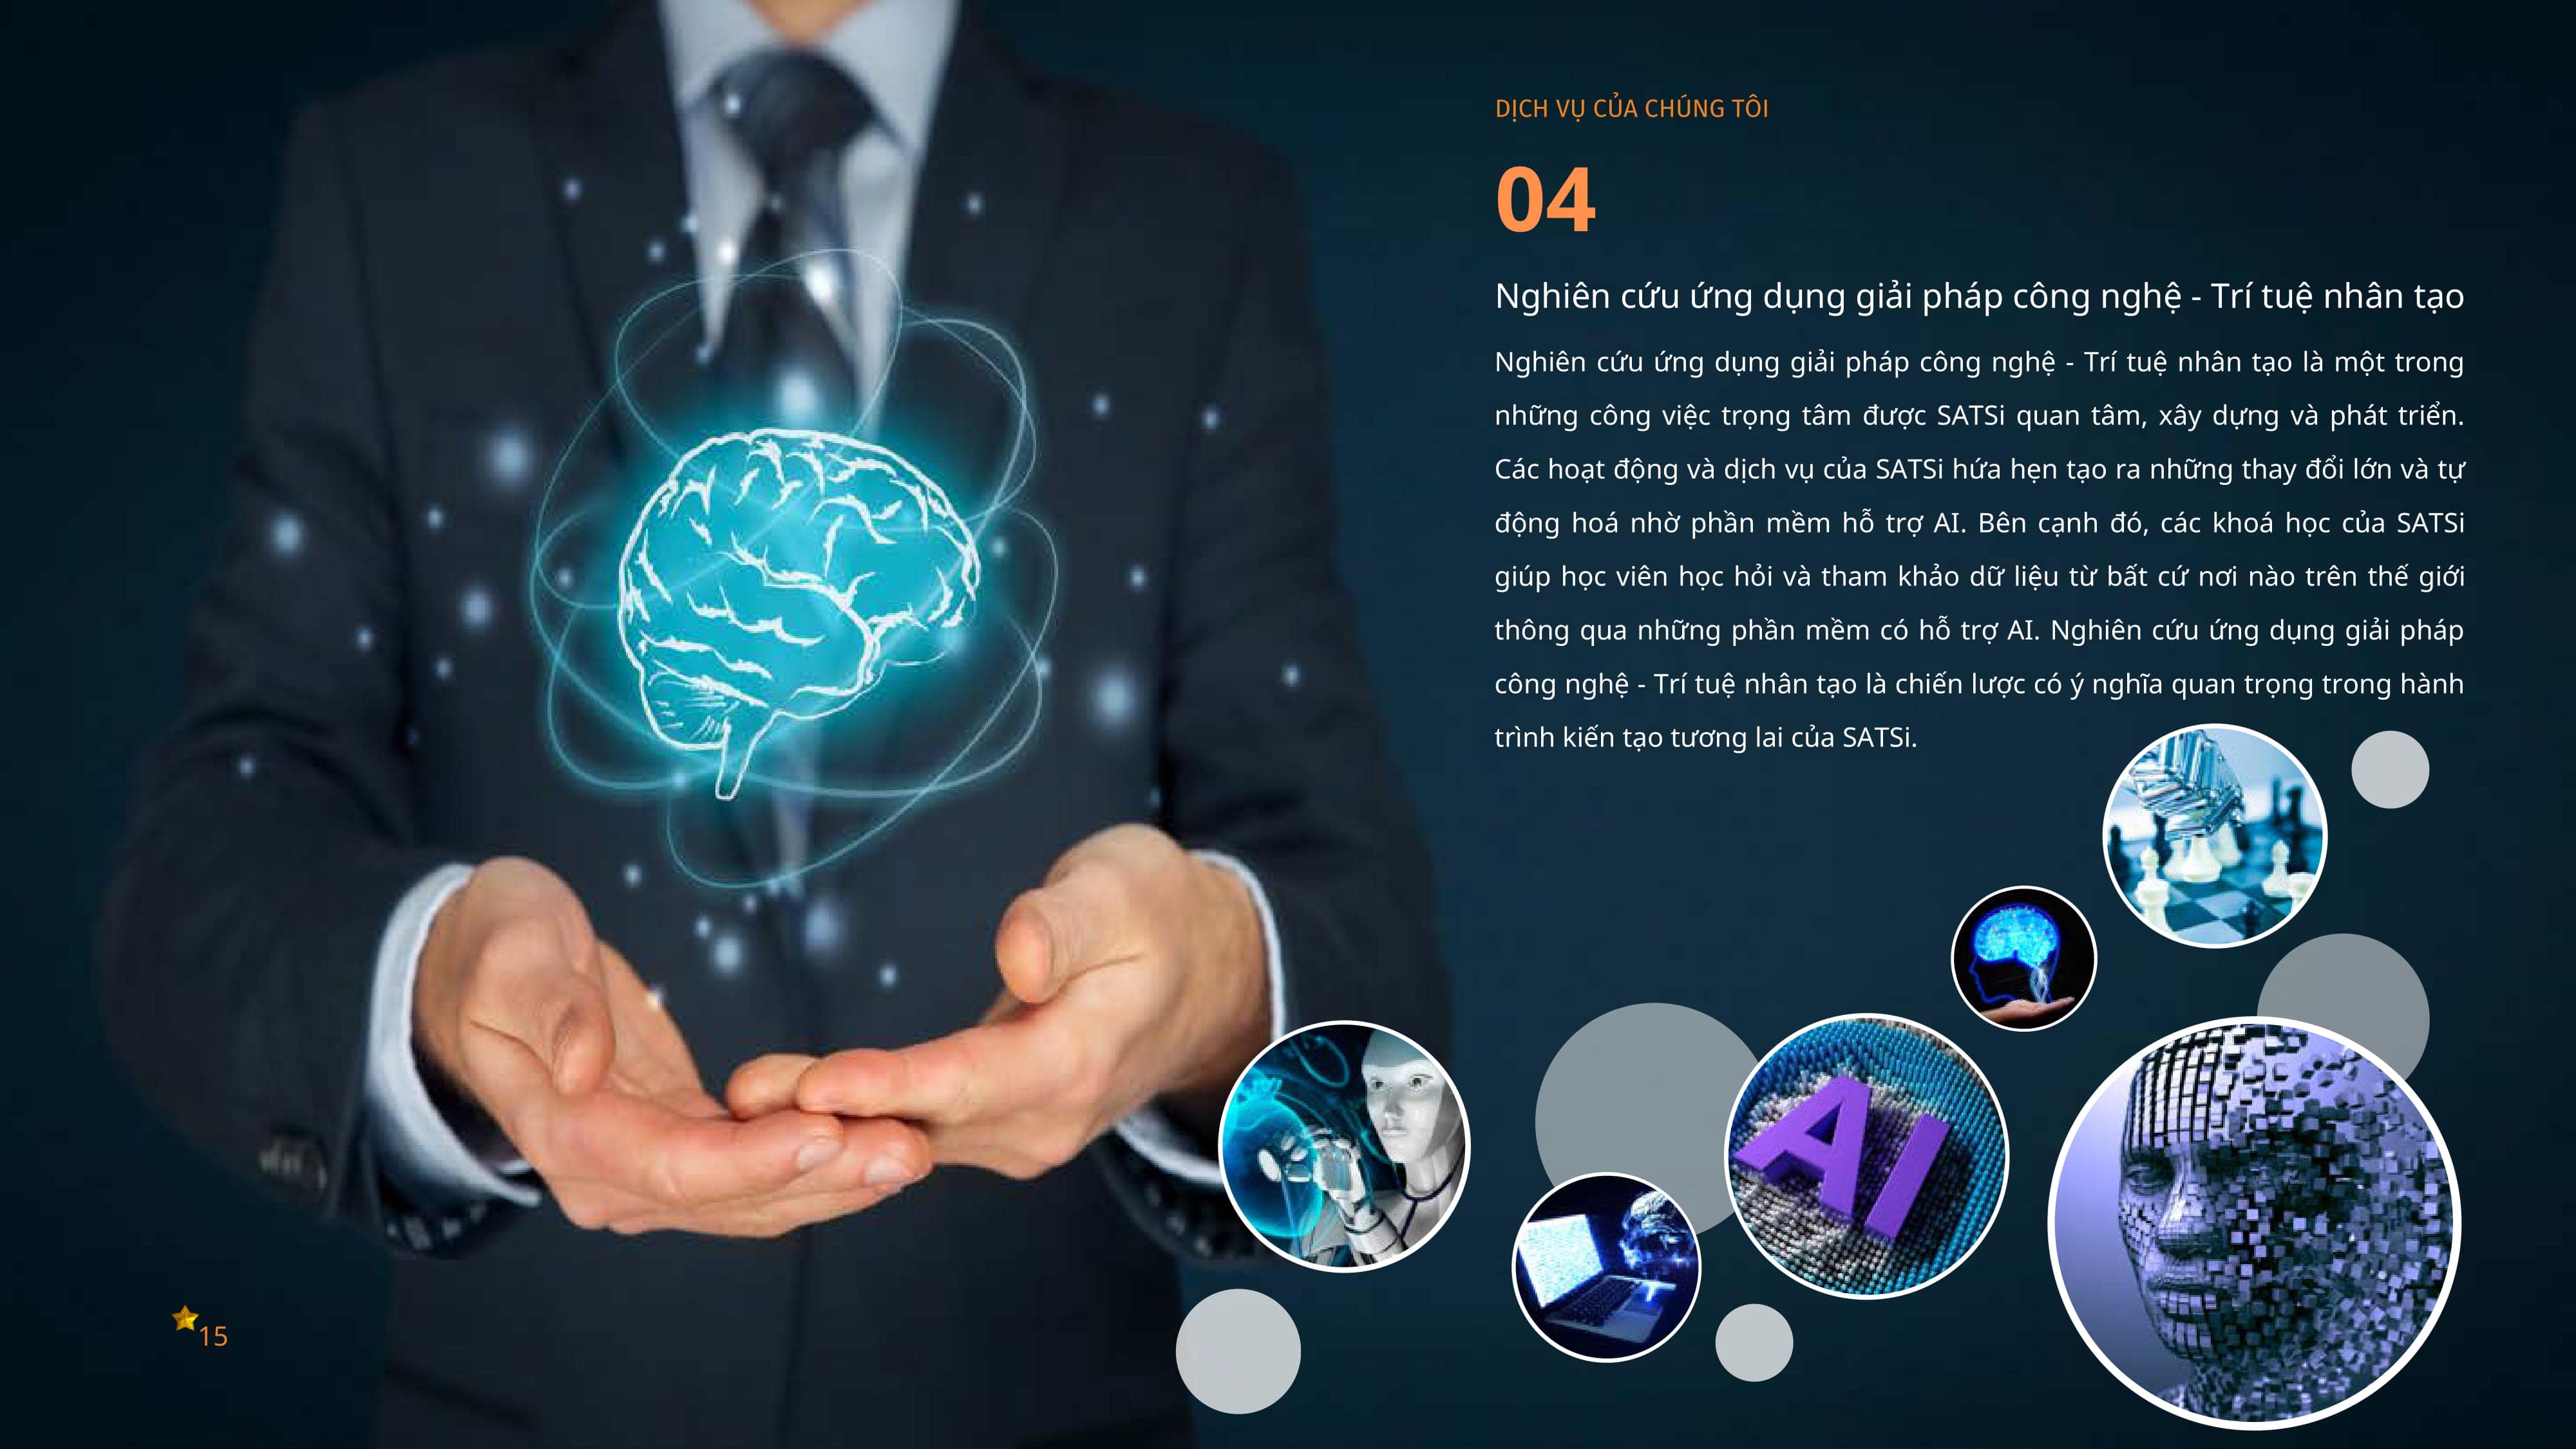 DỊCH VỤ CỦA CHÚNG TÔI
04
Nghiên cứu ứng dụng giải pháp công nghệ - Trí tuệ nhân tạo
Nghiên cứu ứng dụng giải pháp công nghệ - Trí tuệ nhân tạo là một trong
những công việc trọng tâm được SATSi quan tâm, xây dựng và phát triển.
Các hoạt động và dịch vụ của SATSi hứa hẹn tạo ra những thay đổi lớn và tự
động hoá nhờ phần mềm hỗ trợ AI. Bên cạnh đó, các khoá học của SATSi
giúp học viên học hỏi và tham khảo dữ liệu từ bất cứ nơi nào trên thế giới
thông qua những phần mềm có hỗ trợ AI. Nghiên cứu ứng dụng giải pháp
công nghệ - Trí tuệ nhân tạo là chiến lược có ý nghĩa quan trọng trong hành
trình kiến tạo tương lai của SATSi.
AI
15